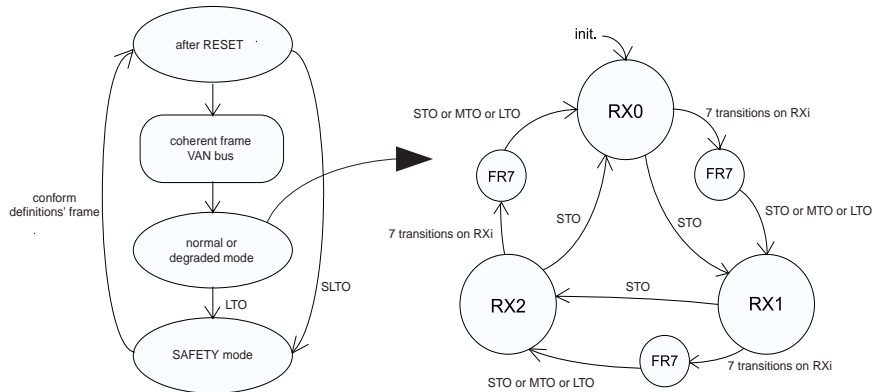 after RESET
coherent frame
VAN bus
conform
definitions' frame
normal or
degraded mode
LTO
SLTO
SAFETY mode
init.
RX0
STO or MTO or LTO
7 transitions on RXi
FR7
FR7
STO
STO
STO or MTO or LTO
7 transitions on RXi
RX2
STO
RX1
FR7
7 transitions on RXi
STO or MTO or LTO